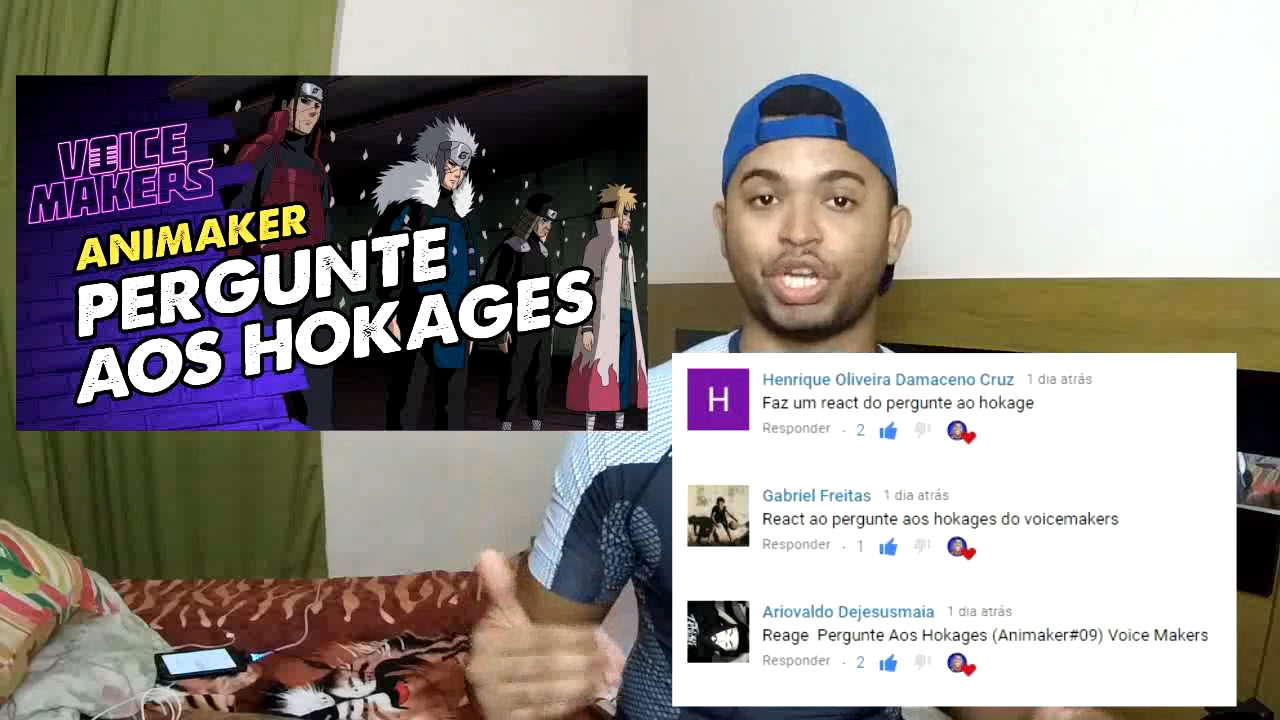 VOICE
MAKERS
ANIMAKER
PERGUNTE
AOS HOKAGES
H
Henrique Oliveira Damaceno Cruz 1 dia atrás
Faz um react do pergunte ao hokage
Responder · 2
Gabriel Freitas 1 dia atrás
React ao pergunte aos hokages do voicemakers
Responder · 1
Ariovaldo Dejesusmaia 1 dia atrás
Reage Pergunte Aos Hokages (Animaker#09) Voice Makers
Responder · 2